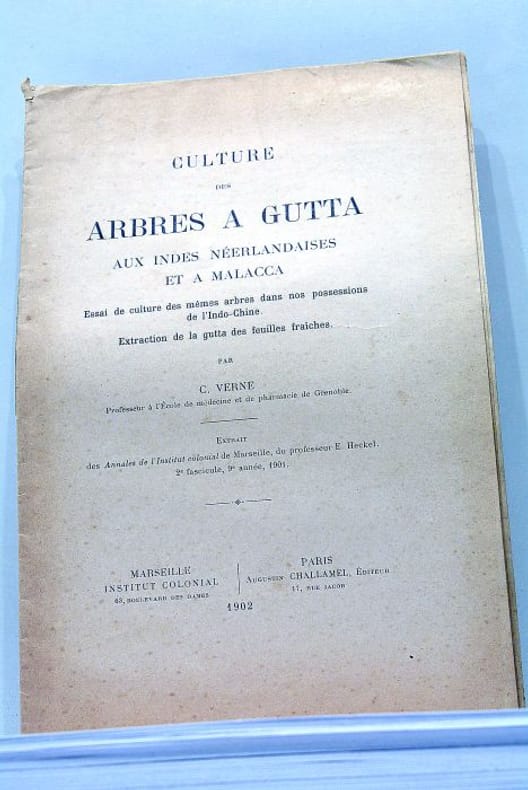 CULTURE
DES
ARBRES A GUTTA
AUX INDES NÉERLANDAISES
ET A MALACCA
Essai de culture des mêmes arbres dans nos possessions
de l'Indo-Chine.
Extraction de la gutta des feuilles fraîches.
PAR
C. VERNE
Professeur à l'École de médecine et de pharmacie de Grenoble.
EXTRAIT
des Annales de l'Institut colonial de Marseille, du professeur E. Heckel.
2e fascicule, 9e année, 1901.
MARSEILLE
INSTITUT COLONIAL
63, BOULEVARD DES DAMES
PARIS
AUGUSTIN CHALLAMEL, ÉDITEUR
17, RUE JACOB
1902